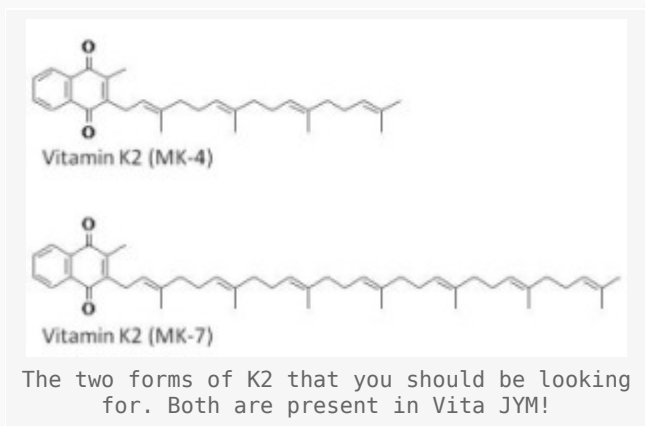 O
O
Vitamin K2 (MK-4)
O
O
Vitamin K2 (MK-7)
The two forms of K2 that you should be looking
for. Both are present in Vita JYM!